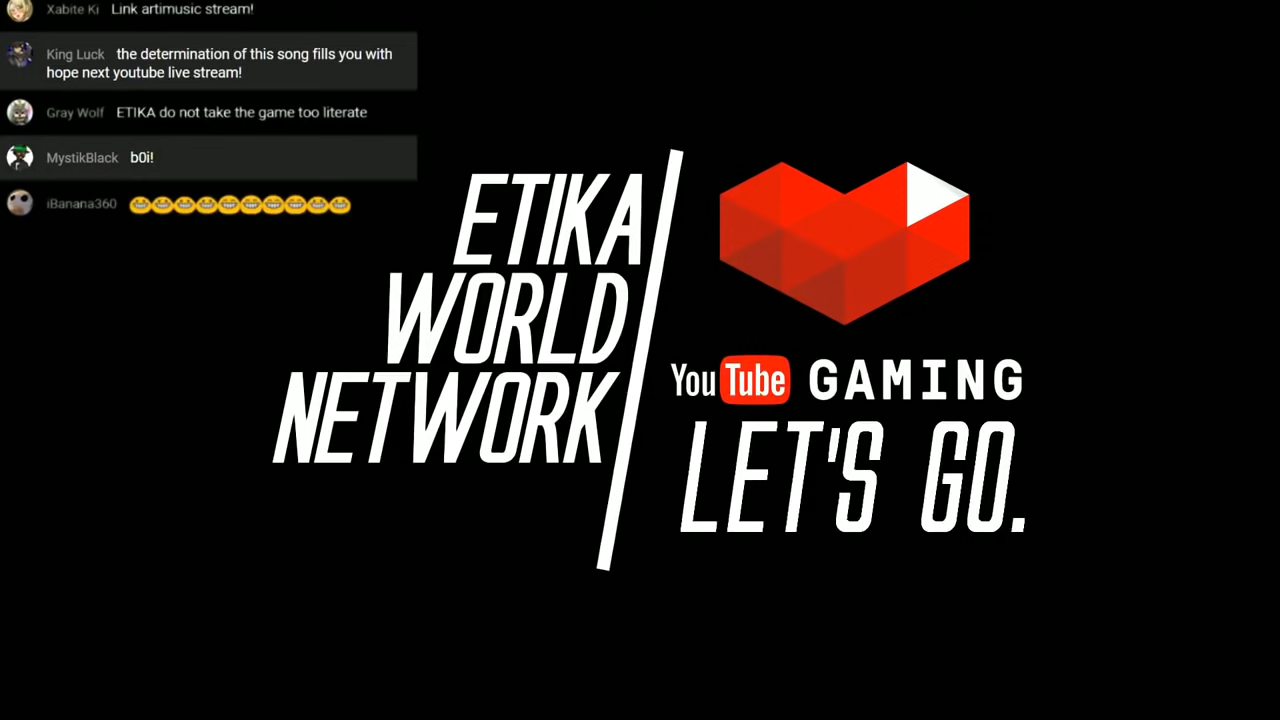 Xabite Ki Link artimusic stream!
King Luck the determination of this song fills you with
hope next youtube live stream!
Gray Wolf ETIKA do not take the game too literate
MystikBlack b0i!
iBanana360
ETIKA
WORLD
NETWORK
YouTube GAMING
LET'S GO.